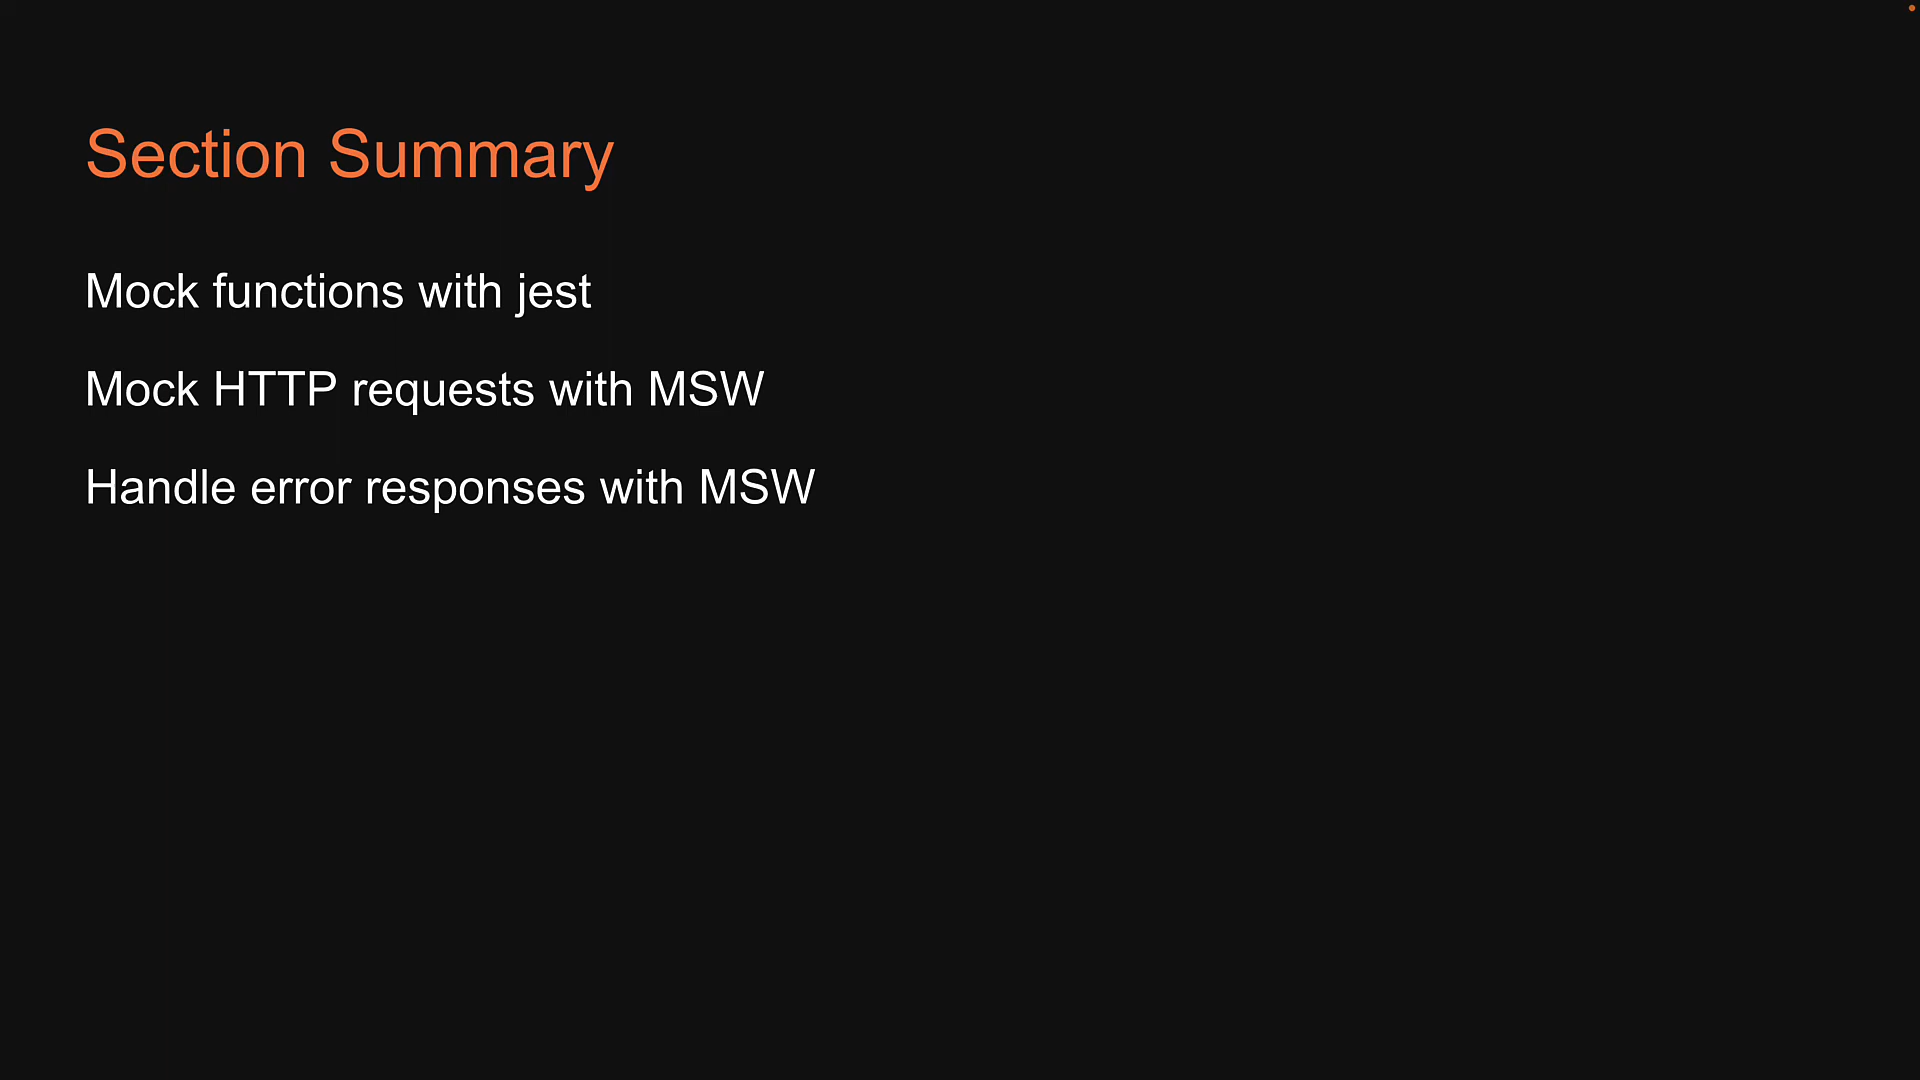 Section Summary
Mock functions with jest
Mock HTTP requests with MSW
Handle error responses with MSW